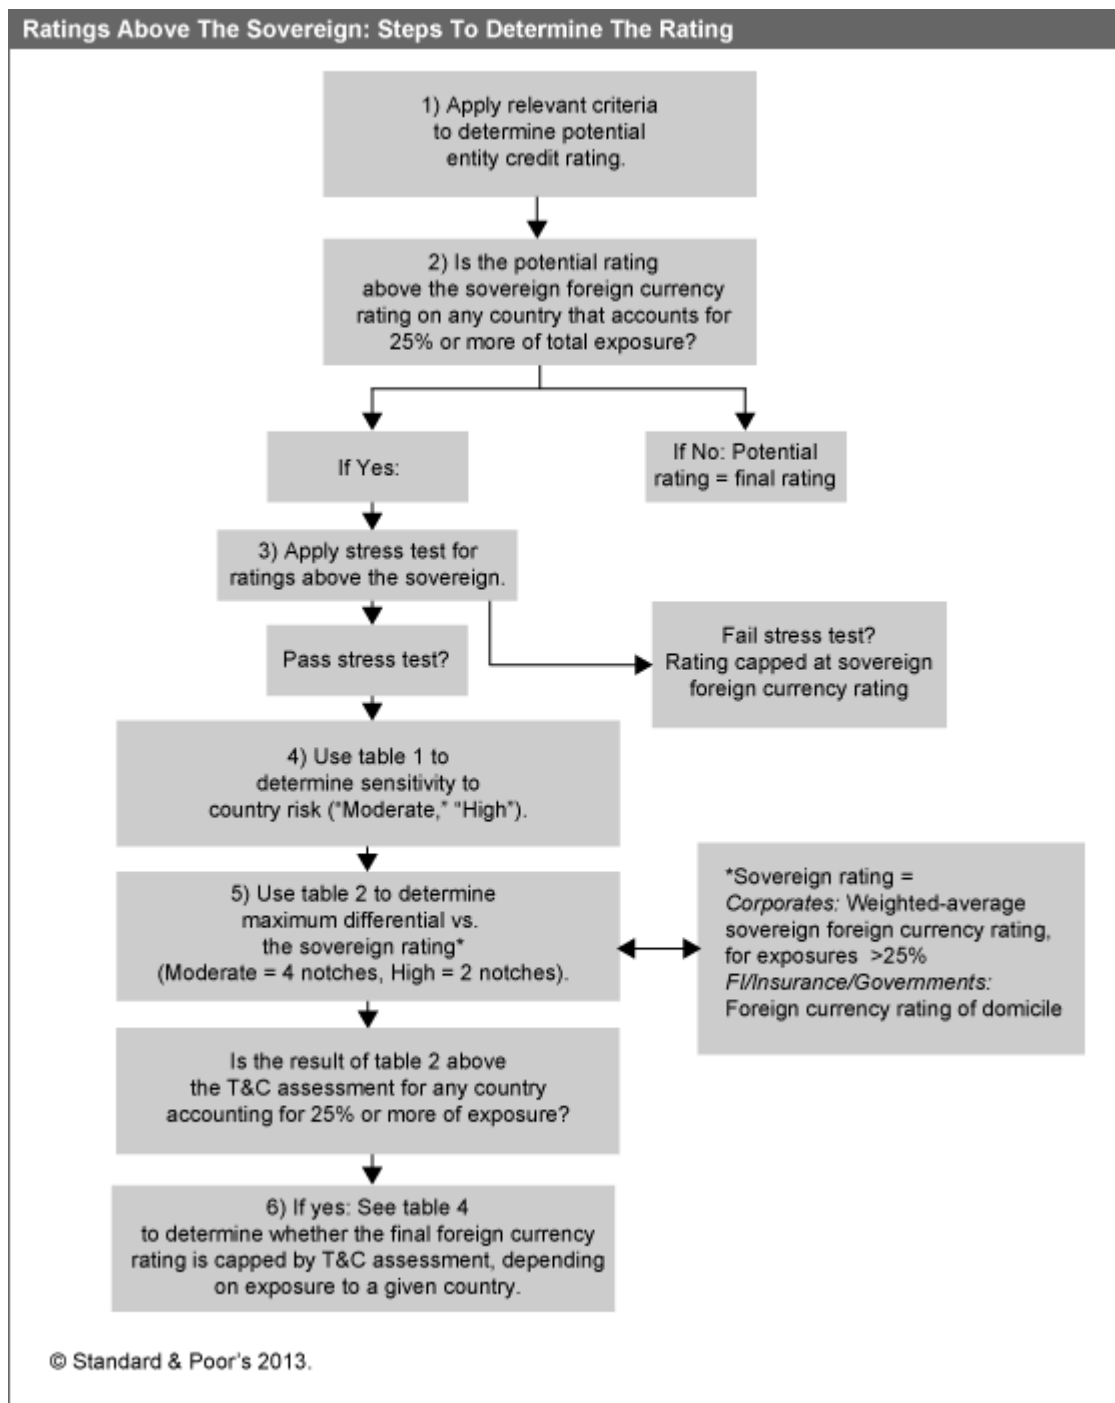 Ratings Above The Sovereign: Steps To Determine The Rating
1) Apply relevant criteria
to determine potential
entity credit rating.
2) Is the potential rating
above the sovereign foreign currency
rating on any country that accounts for
25% or more of total exposure?
If Yes:
If No: Potential
rating = final rating
3) Apply stress test for
ratings above the sovereign.
Pass stress test?
Fail stress test?
Rating capped at sovereign
foreign currency rating
4) Use table 1 to
determine sensitivity to
country risk (“Moderate,” “High”).
5) Use table 2 to determine
maximum differential vs.
the sovereign rating*
(Moderate = 4 notches, High = 2 notches).
*Sovereign rating =
Corporates: Weighted-average
sovereign foreign currency rating,
for exposures >25%
FI/Insurance/Governments:
Foreign currency rating of domicile
Is the result of table 2 above
the T&C assessment for any country
accounting for 25% or more of exposure?
6) If yes: See table 4
to determine whether the final foreign currency
rating is capped by T&C assessment, depending
on exposure to a given country.
© Standard & Poor's 2013.